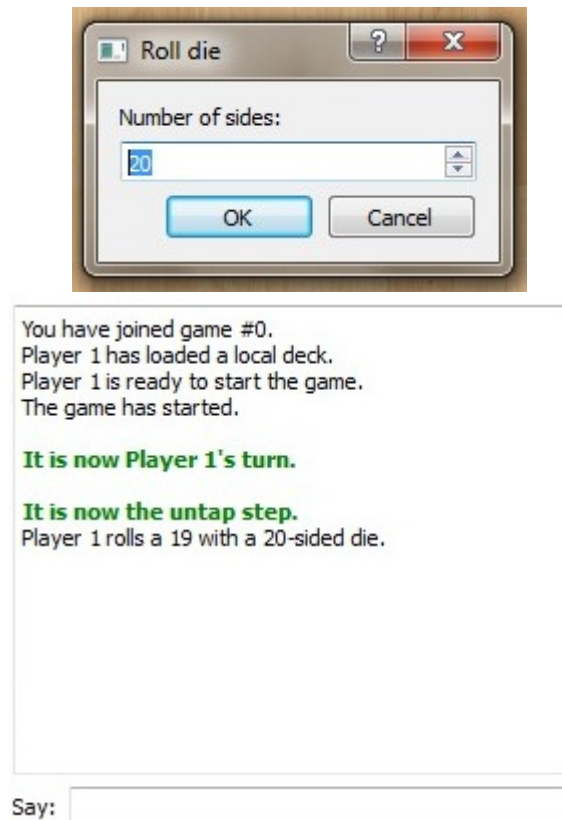 Roll die
Number of sides:
20
OK Cancel
You have joined game #0.
Player 1 has loaded a local deck.
Player 1 is ready to start the game.
The game has started.
It is now Player 1's turn.
It is now the untap step.
Player 1 rolls a 19 with a 20-sided die.
Say: